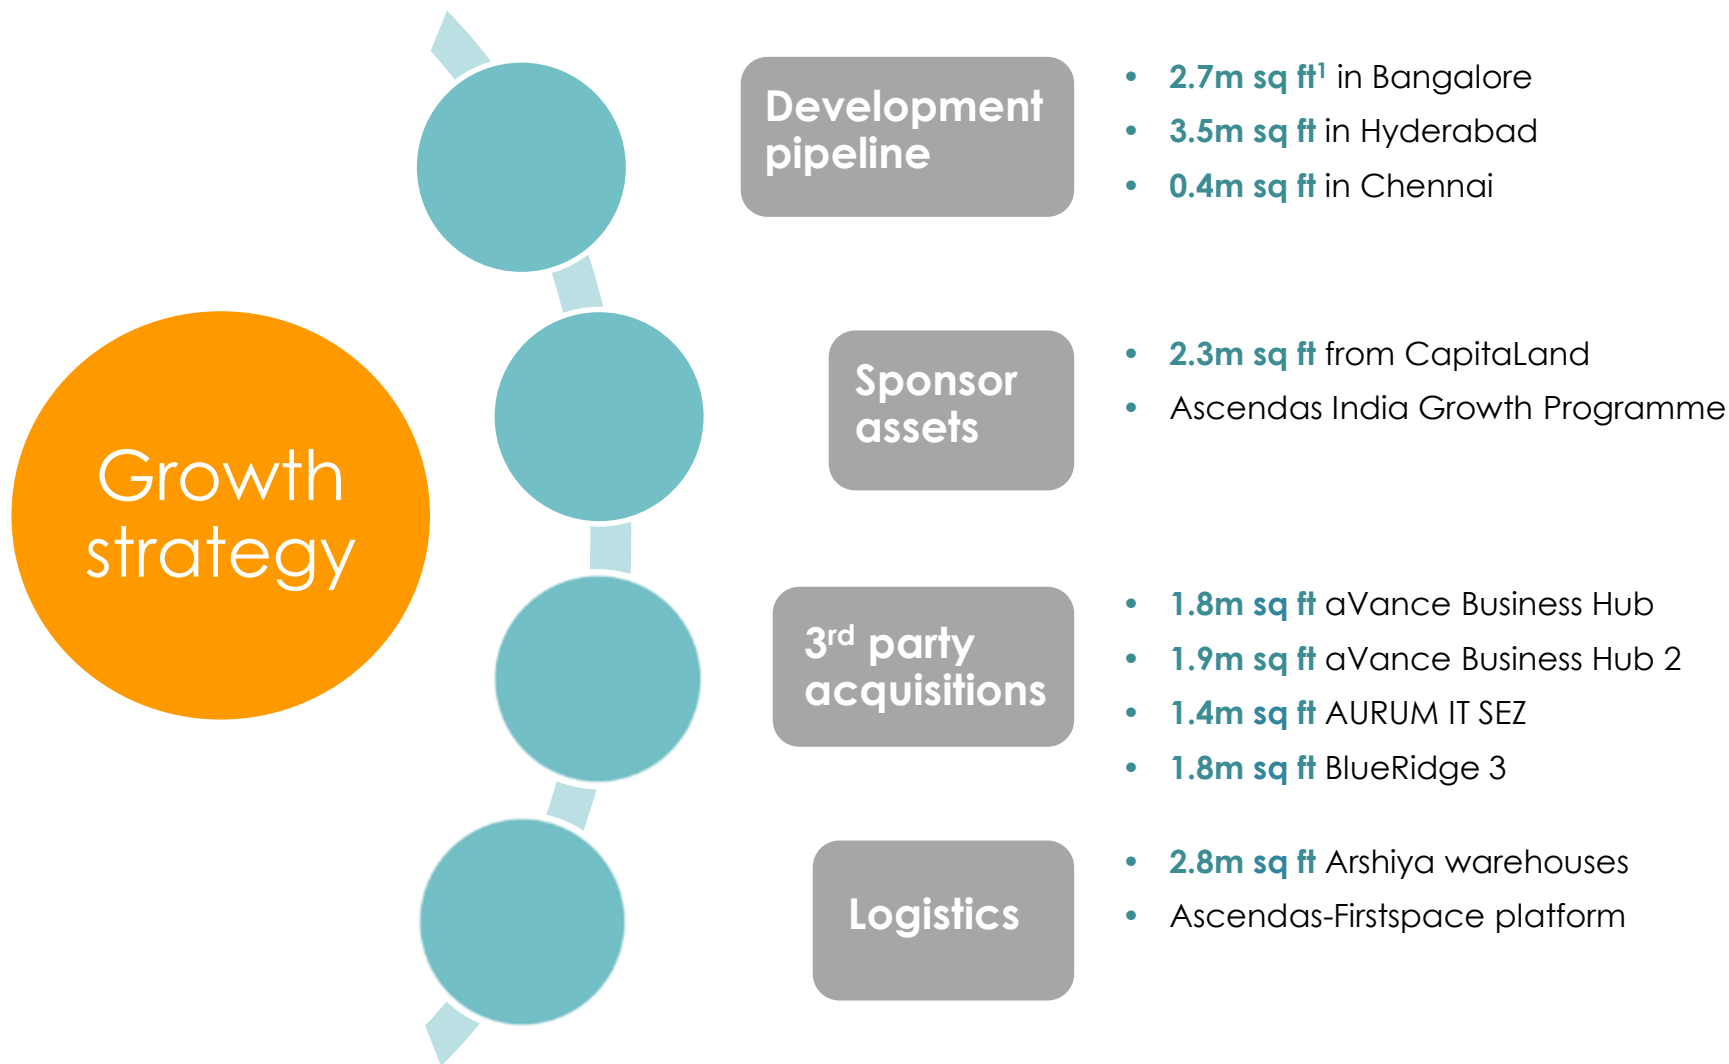 Growth
strategy
Development
pipeline
• 2.7m sq ft¹ in Bangalore
• 3.5m sq ft in Hyderabad
• 0.4m sq ft in Chennai
Sponsor
assets
• 2.3m sq ft from CapitaLand
• Ascendas India Growth Programme
3rd party
acquisitions
• 1.8m sq ft aVance Business Hub
• 1.9m sq ft aVance Business Hub 2
• 1.4m sq ft AURUM IT SEZ
• 1.8m sq ft BlueRidge 3
Logistics
• 2.8m sq ft Arshiya warehouses
• Ascendas-Firstspace platform